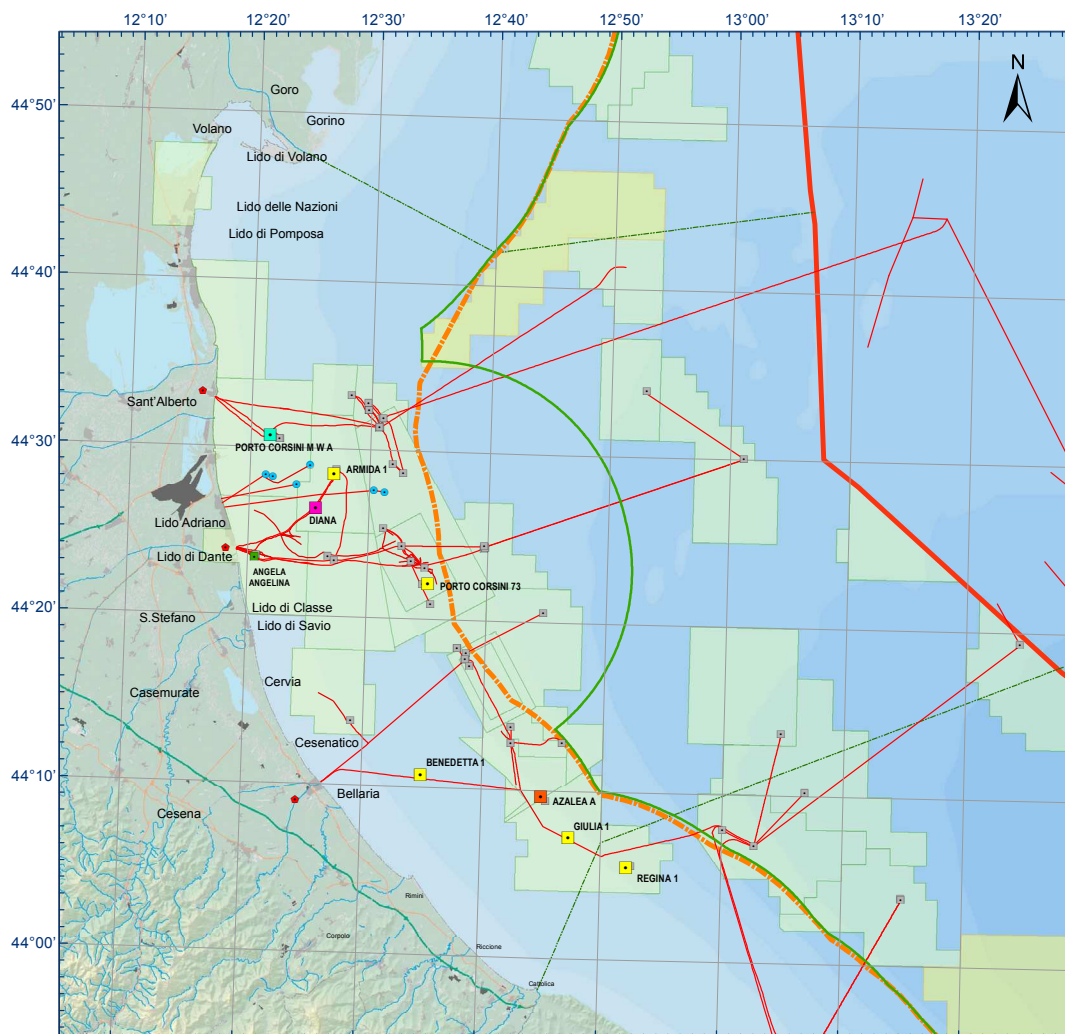 12°10'
12°20'
12°30'
12°40'
12°50'
13°00'
13°10'
13°20'
N
44°50'
Goro
Gorino
Volano
Lido di Volano
Lido delle Nazioni
Lido di Pomposa
44°40'
Sant'Alberto
44°30'
PORTO CORSINI M W A
ARMIDA 1
DIANA
Lido Adriano
Lido di Dante
ANGELA
ANGELINA
PORTO CORSINI 73
44°20'
Lido di Classe
S.Stefano
Lido di Savio
Cervia
Casemurate
Cesenatico
44°10'
BENEDETTA 1
Bellaria
AZALEA A
Cesena
GIULIA 1
REGINA 1
Rimini
44°00'
Corpolo
Riccione
Cattolica